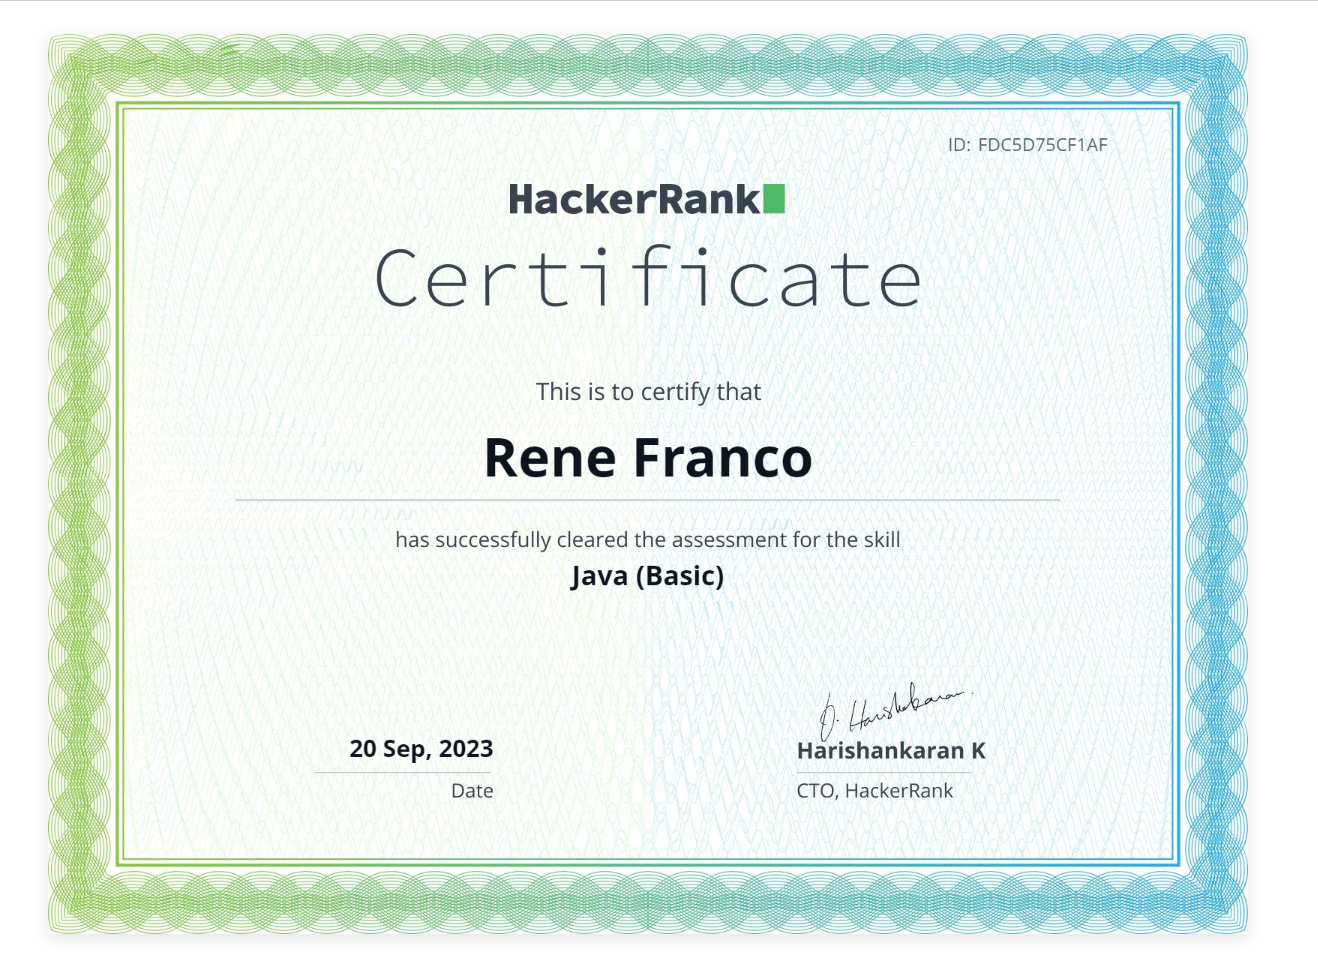 ID: FDC5D75CF1AF
HackerRank
Certificate
This is to certify that
Rene Franco
has successfully cleared the assessment for the skill
Java (Basic)
20 Sep, 2023
Date
Harishankaran K
CTO, HackerRank